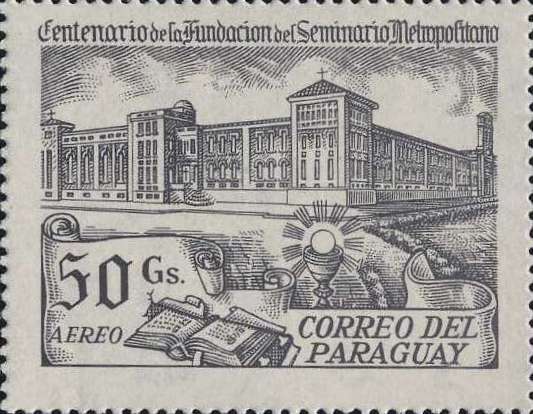 Centenario de la Fundacion del Seminario Metropolitano
50 Gs.
AEREO
CORREO DEL
PARAGUAY